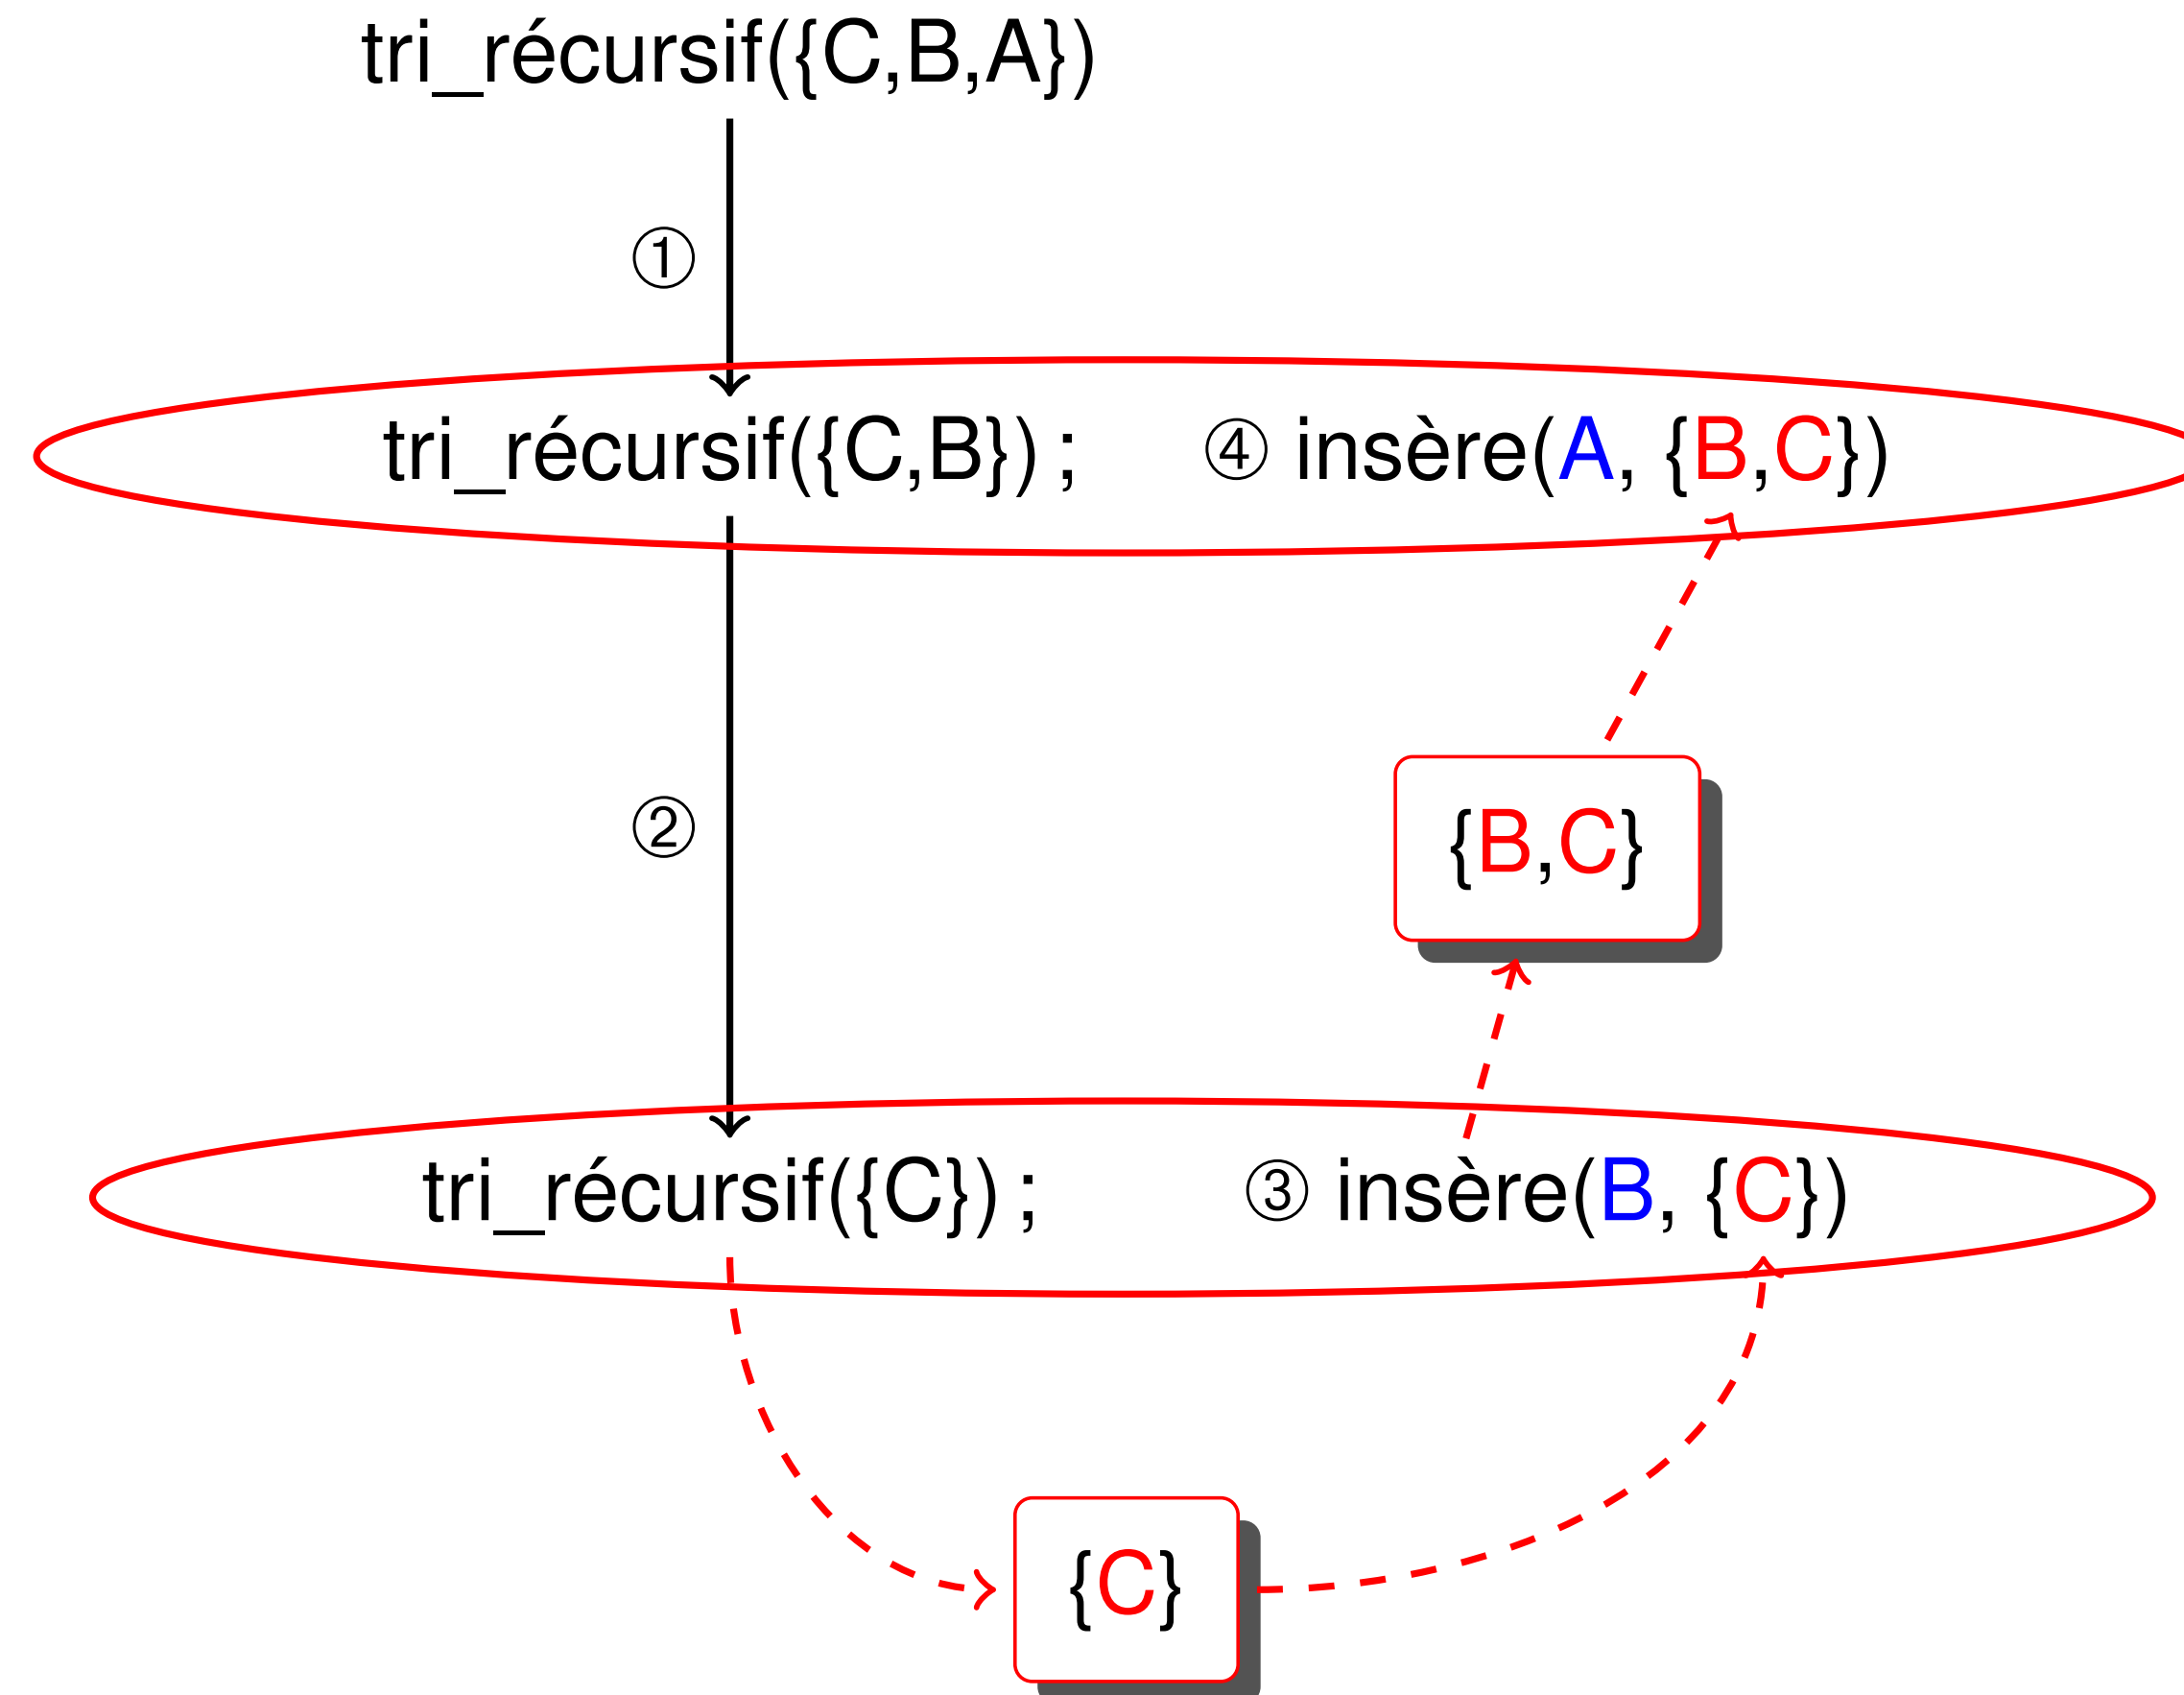 tri_récursif({C,B,A})
①
tri_récursif({C,B}) ; ④ insère(A, {B,C})
②
{B,C}
tri_récursif({C}) ; ③ insère(B, {C})
{C}